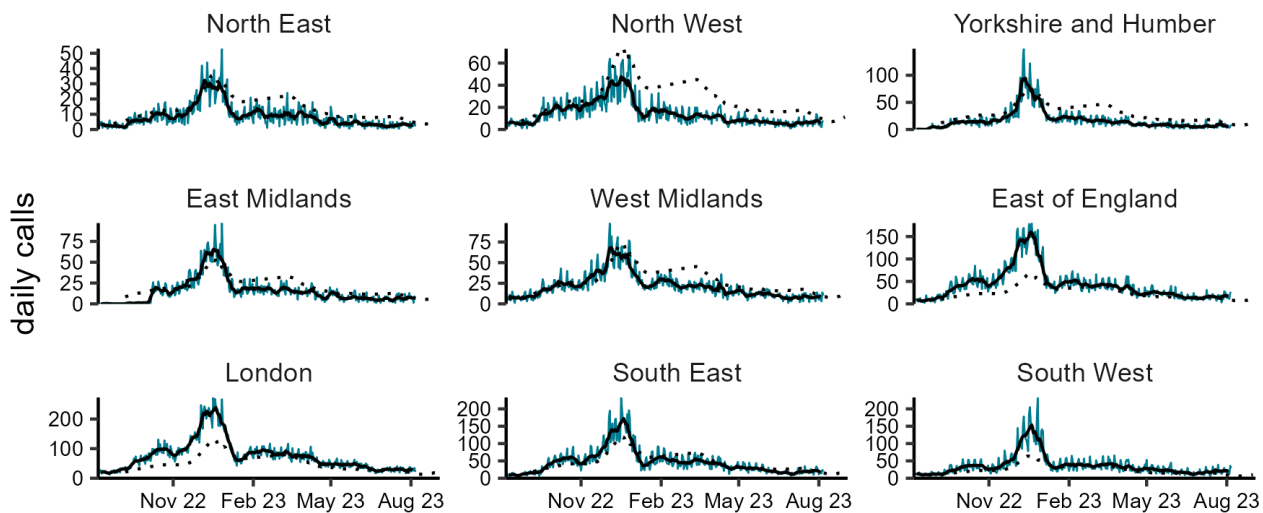 North East
North West
Yorkshire and Humber
50
40
30
20
10
0
60
40
20
0
100
50
0
East Midlands
West Midlands
East of England
75
50
25
0
75
50
25
0
150
100
50
0
daily calls
London
South East
South West
200
100
0
200
150
100
50
0
200
150
100
50
0
Nov 22 Feb 23 May 23 Aug 23
Nov 22 Feb 23 May 23 Aug 23
Nov 22 Feb 23 May 23 Aug 23